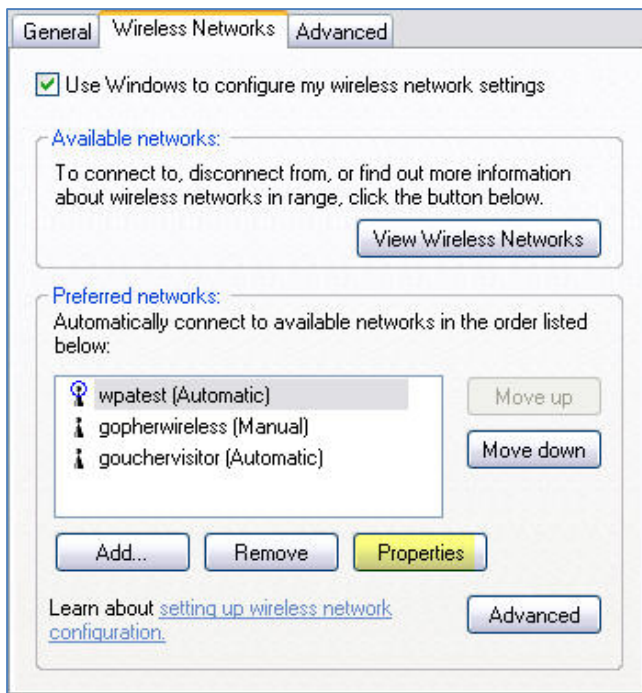 General Wireless Networks Advanced
Use Windows to configure my wireless network settings
Available networks:
To connect to, disconnect from, or find out more information
about wireless networks in range, click the button below.
View Wireless Networks
Preferred networks:
Automatically connect to available networks in the order listed
below:
wpatest (Automatic)
gopherwireless (Manual)
gouchervisitor (Automatic)
Move up
Move down
Add... Remove Properties
Learn about setting up wireless network
configuration.
Advanced